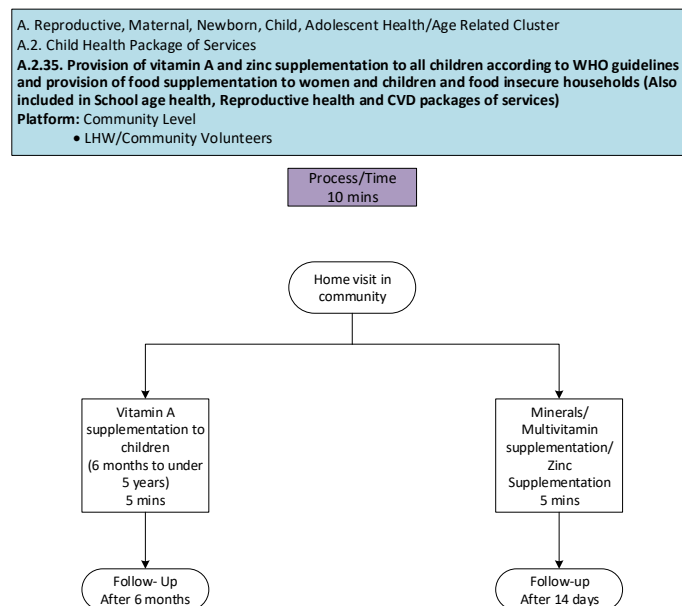 A. Reproductive, Maternal, Newborn, Child, Adolescent Health/Age Related Cluster
A.2. Child Health Package of Services
A.2.35. Provision of vitamin A and zinc supplementation to all children according to WHO guidelines
and provision of food supplementation to women and children and food insecure households (Also
included in School age health, Reproductive health and CVD packages of services)
Platform: Community Level
• LHW/Community Volunteers
Process/Time
10 mins
Home visit in
community
Vitamin A
supplementation to
children
(6 months to under
5 years)
5 mins
Minerals/
Multivitamin
supplementation/
Zinc
Supplementation
5 mins
Follow- Up
After 6 months
Follow-up
After 14 days